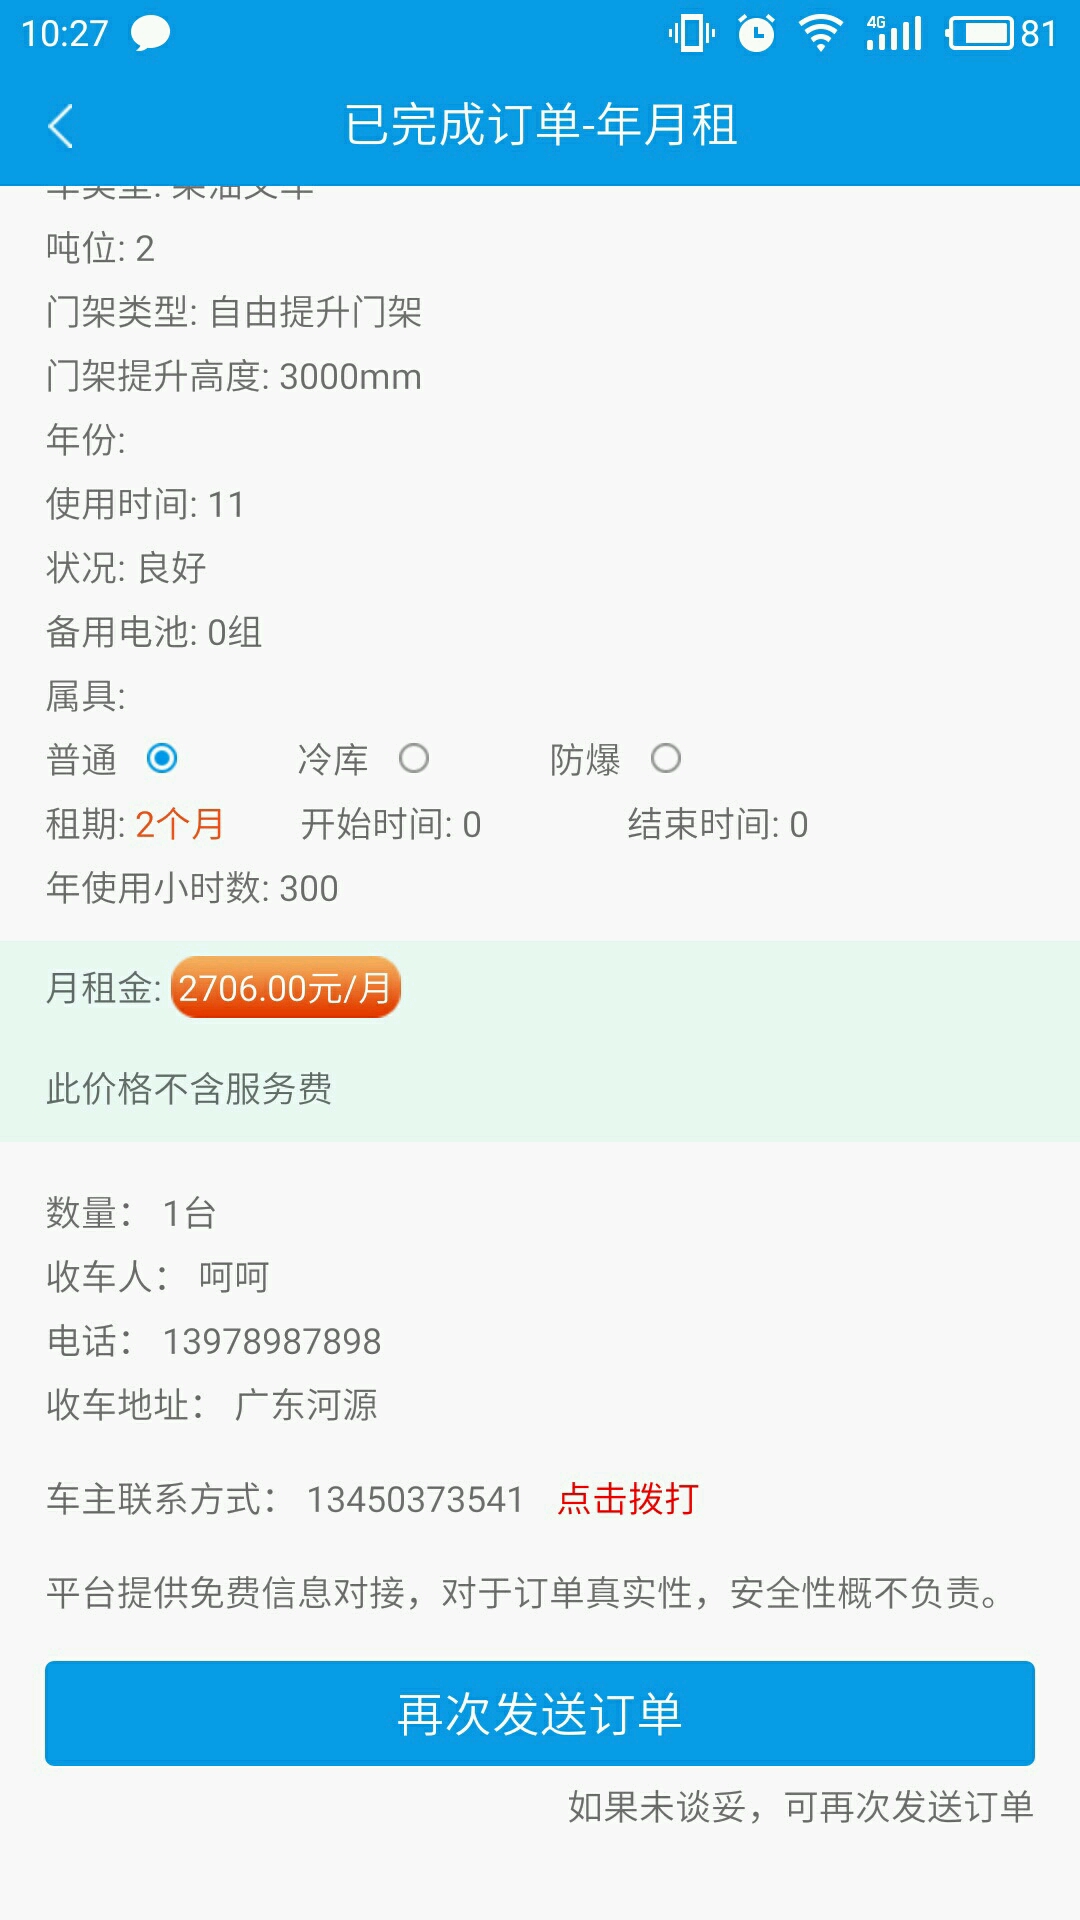 10:27 4G 81
已完成订单-年月租
吨位: 2
门架类型: 自由提升门架
门架提升高度: 3000mm
年份:
使用时间: 11
状况: 良好
备用电池: 0组
属具:
普通 冷库 防爆
租期: 2个月 开始时间: 0 结束时间: 0
年使用小时数: 300
月租金: 2706.00元/月
此价格不含服务费
数量： 1台
收车人： 呵呵
电话： 13978987898
收车地址： 广东河源
车主联系方式： 13450373541 点击拨打
平台提供免费信息对接，对于订单真实性，安全性概不负责。
再次发送订单
如果未谈妥，可再次发送订单